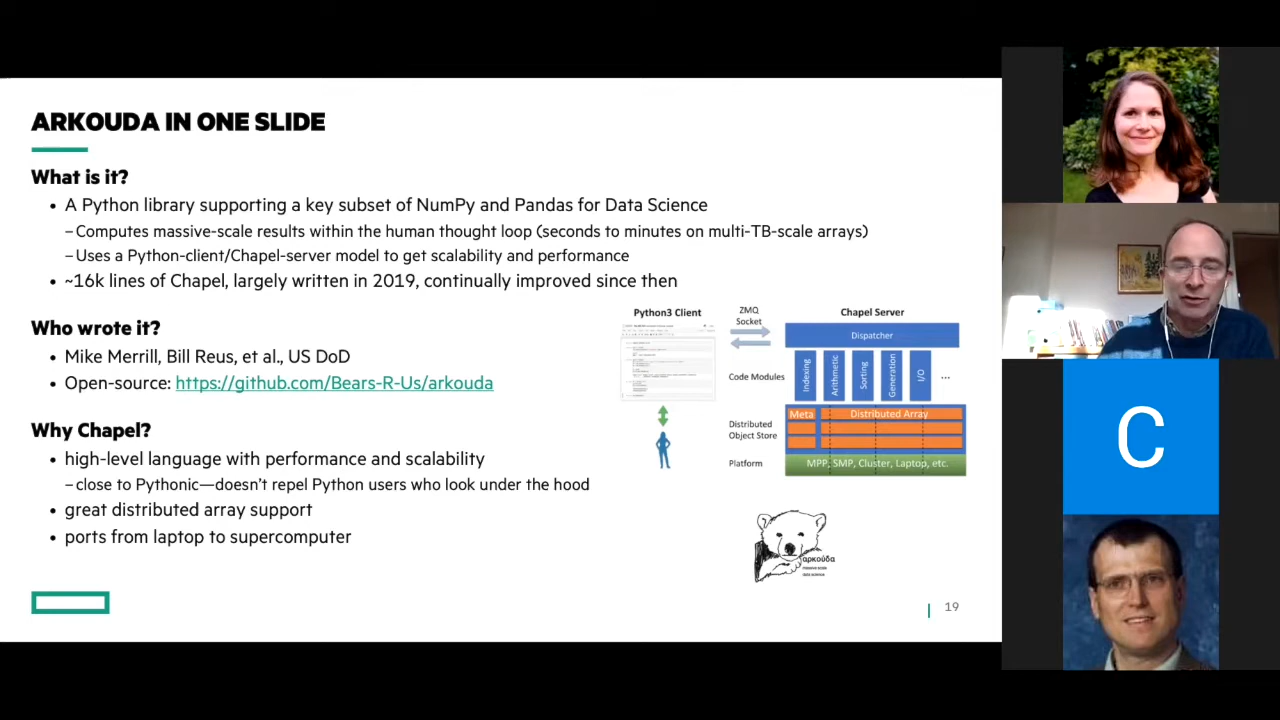 ARKOUDA IN ONE SLIDE
What is it?
• A Python library supporting a key subset of NumPy and Pandas for Data Science
– Computes massive-scale results within the human thought loop (seconds to minutes on multi-TB-scale arrays)
– Uses a Python-client/Chapel-server model to get scalability and performance
• ~16k lines of Chapel, largely written in 2019, continually improved since then
Who wrote it?
• Mike Merrill, Bill Reus, et al., US DoD
• Open-source: https://github.com/Bears-R-Us/arkouda
Why Chapel?
• high-level language with performance and scalability
– close to Pythonic—doesn't repel Python users who look under the hood
• great distributed array support
• ports from laptop to supercomputer
Python3 Client
ZMQ
Socket
Chapel Server
Dispatcher
Code Modules
Indexing
Arithmetic
Sorting
Generation
I/O
...
Distributed
Object Store
Meta
Distributed Array
Platform
MPP, SMP, Cluster, Laptop, etc.
αρκούδα
massive scale
data science
19
C